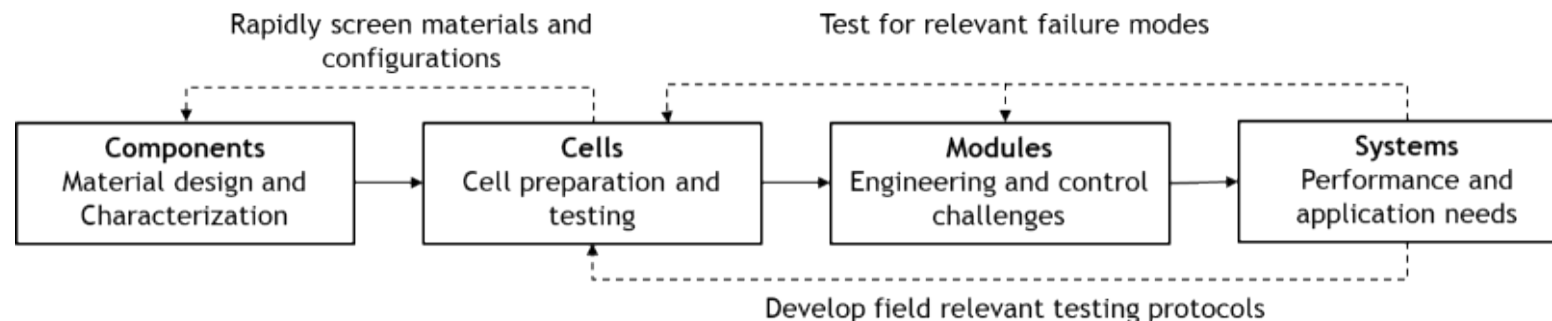 Rapidly screen materials and
configurations
Test for relevant failure modes
Components
Material design and
Characterization
Cells
Cell preparation and
testing
Modules
Engineering and control
challenges
Systems
Performance and
application needs
Develop field relevant testing protocols